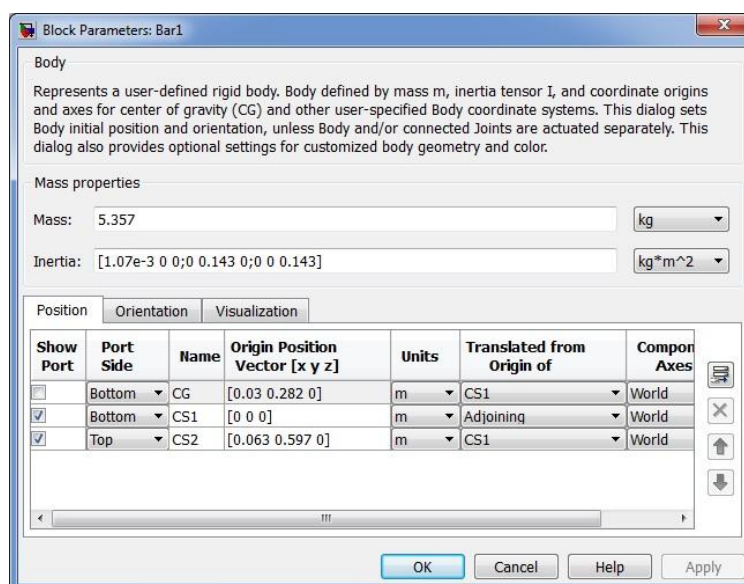 Block Parameters: Bar1
Body
Represents a user-defined rigid body. Body defined by mass m, inertia tensor I, and coordinate origins
and axes for center of gravity (CG) and other user-specified Body coordinate systems. This dialog sets
Body initial position and orientation, unless Body and/or connected Joints are actuated separately. This
dialog also provides optional settings for customized body geometry and color.
Mass properties
Mass: 5.357 kg
Inertia: [1.07e-3 0 0;0 0.143 0;0 0 0.143] kg*m^2
Position Orientation Visualization
Show Port Port Side Name Origin Position Vector [x y z] Units Translated from Origin of Compon Axes
Bottom CG [0.03 0.282 0] m CS1 World
Bottom CS1 [0 0 0] m Adjoining World
Top CS2 [0.063 0.597 0] m CS1 World
OK Cancel Help Apply